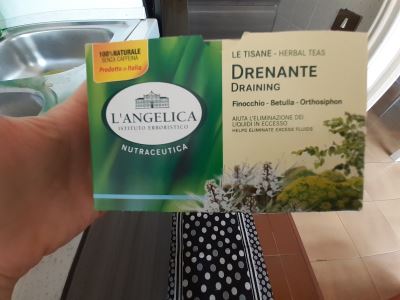 100% NATURALE
SENZA CAFFEINA
Prodotto in Italia
L'ANGELICA
ISTITUTO ERBORISTICO
NUTRACEUTICA
LE TISANE - HERBAL TEAS
DRENANTE
DRAINING
Finocchio - Betulla - Orthosiphon
AIUTA L'ELIMINAZIONE DEI
LIQUIDI IN ECCESSO
HELPS ELIMINATE EXCESS FLUIDS